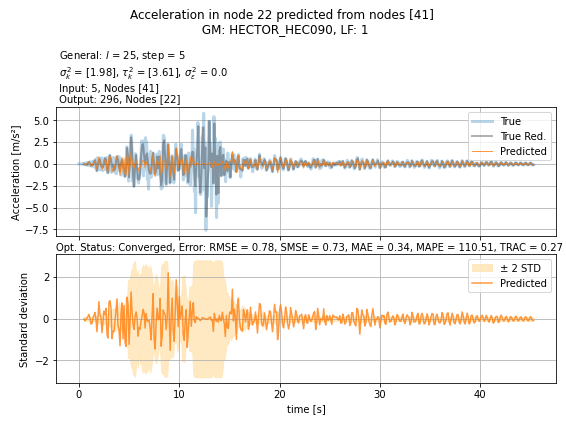 Acceleration in node 22 predicted from nodes [41]
GM: HECTOR_HEC090, LF: 1
General: l = 25, step = 5
σ²ₖ = [1.98], τ²ₖ = [3.61], σ²ε = 0.0
Input: 5, Nodes [41]
Output: 296, Nodes [22]
Acceleration [m/s²]
5.0
2.5
0.0
−2.5
−5.0
−7.5
True
True Red.
Predicted
Opt. Status: Converged, Error: RMSE = 0.78, SMSE = 0.73, MAE = 0.34, MAPE = 110.51, TRAC = 0.27
Standard deviation
2
0
−2
± 2 STD
Predicted
0
10
20
30
40
time [s]